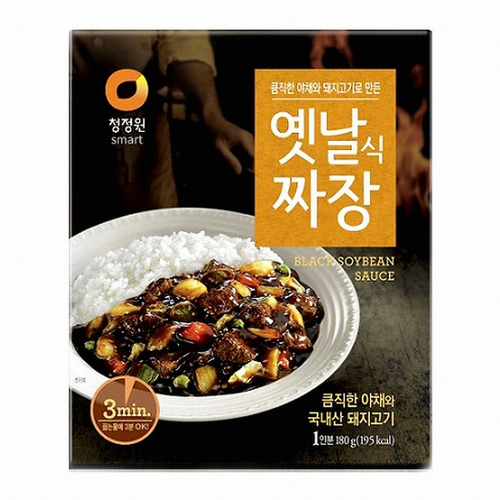 청정원
smart
큼직한 야채와 돼지고기로 만든
옛날식
짜장
BLACK SOYBEAN
SAUCE
3min.
끓는물에 3분 OK!
큼직한 야채와
국내산 돼지고기
1인분 180g(195kcal)